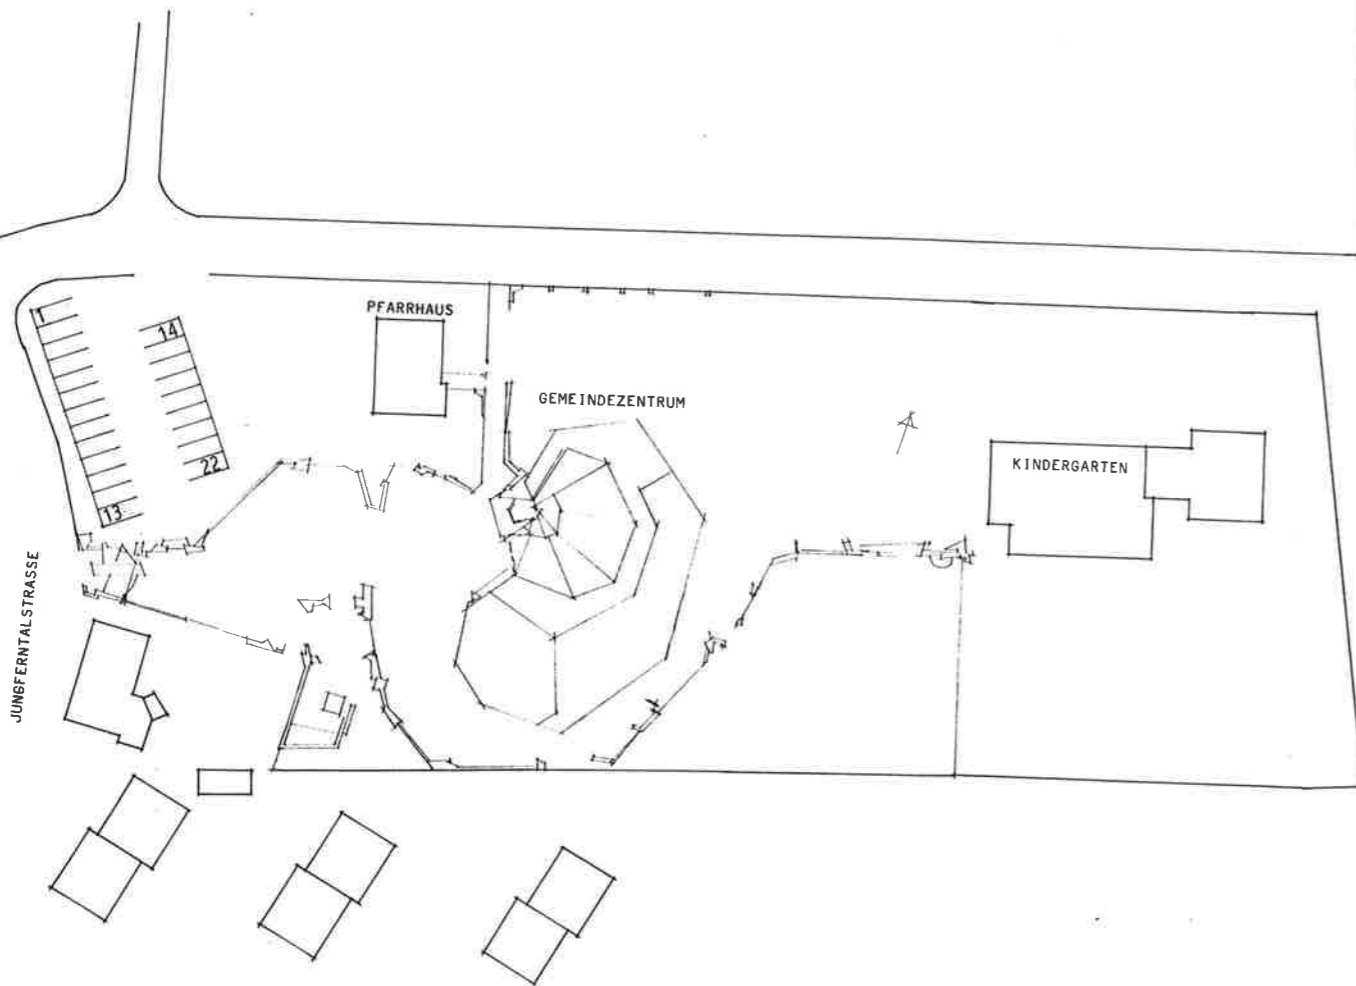 PFARRHAUS
1
14
GEMEINDEZENTRUM
22
KINDERGARTEN
13
JUNGFERNTALSTRASSE